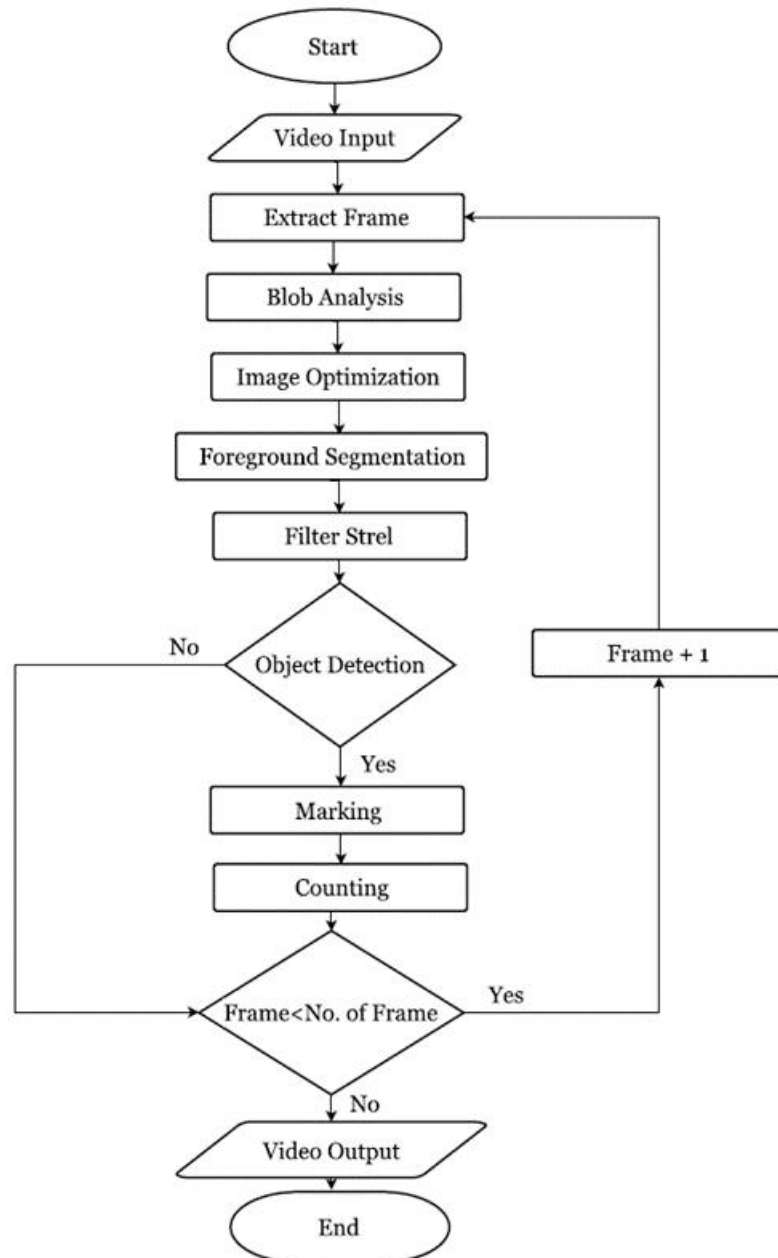 Start
Video Input
Extract Frame
Blob Analysis
Image Optimization
Foreground Segmentation
Filter Strel
No
Object Detection
Frame + 1
Yes
Marking
Counting
Frame<No. of Frame
Yes
No
Video Output
End